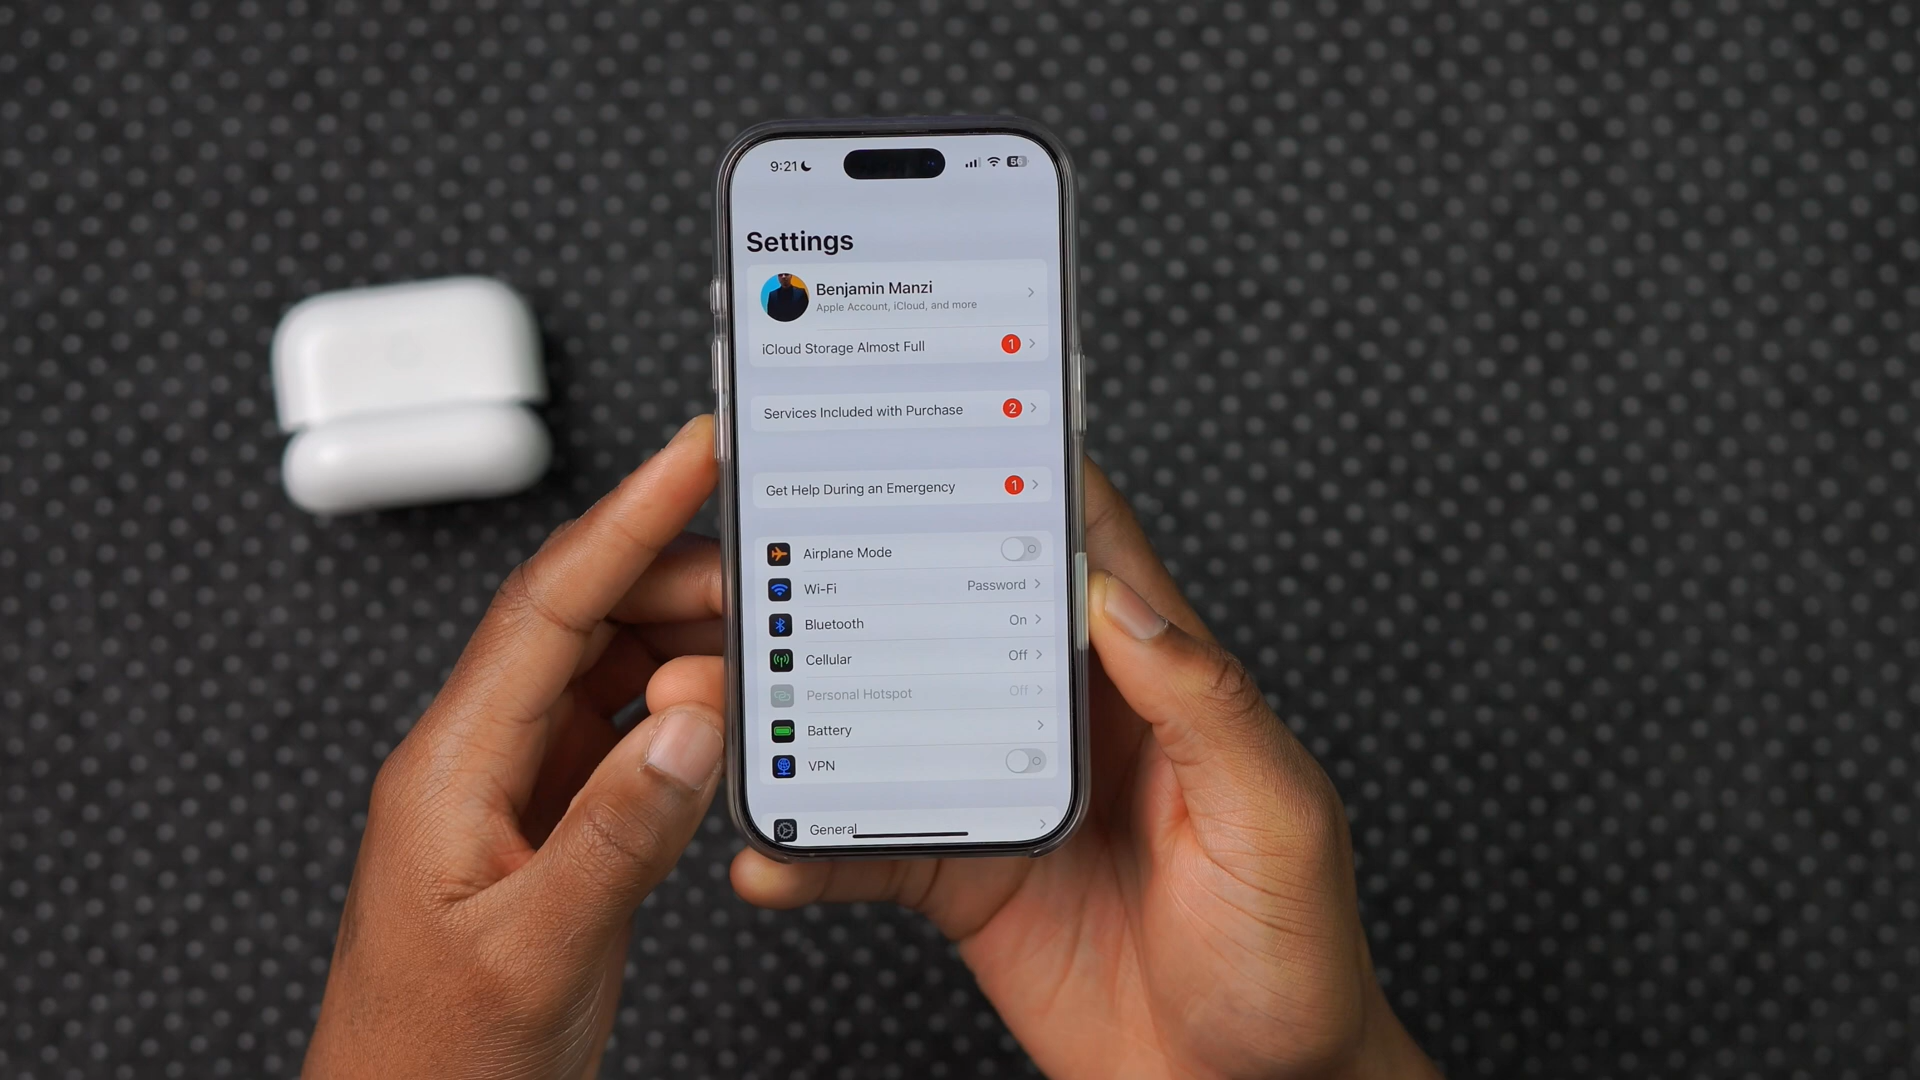 9:21
56
Settings
Benjamin Manzi
Apple Account, iCloud, and more
iCloud Storage Almost Full 1
Services Included with Purchase 2
Get Help During an Emergency 1
Airplane Mode
Wi-Fi Password
Bluetooth On
Cellular Off
Personal Hotspot Off
Battery
VPN
General